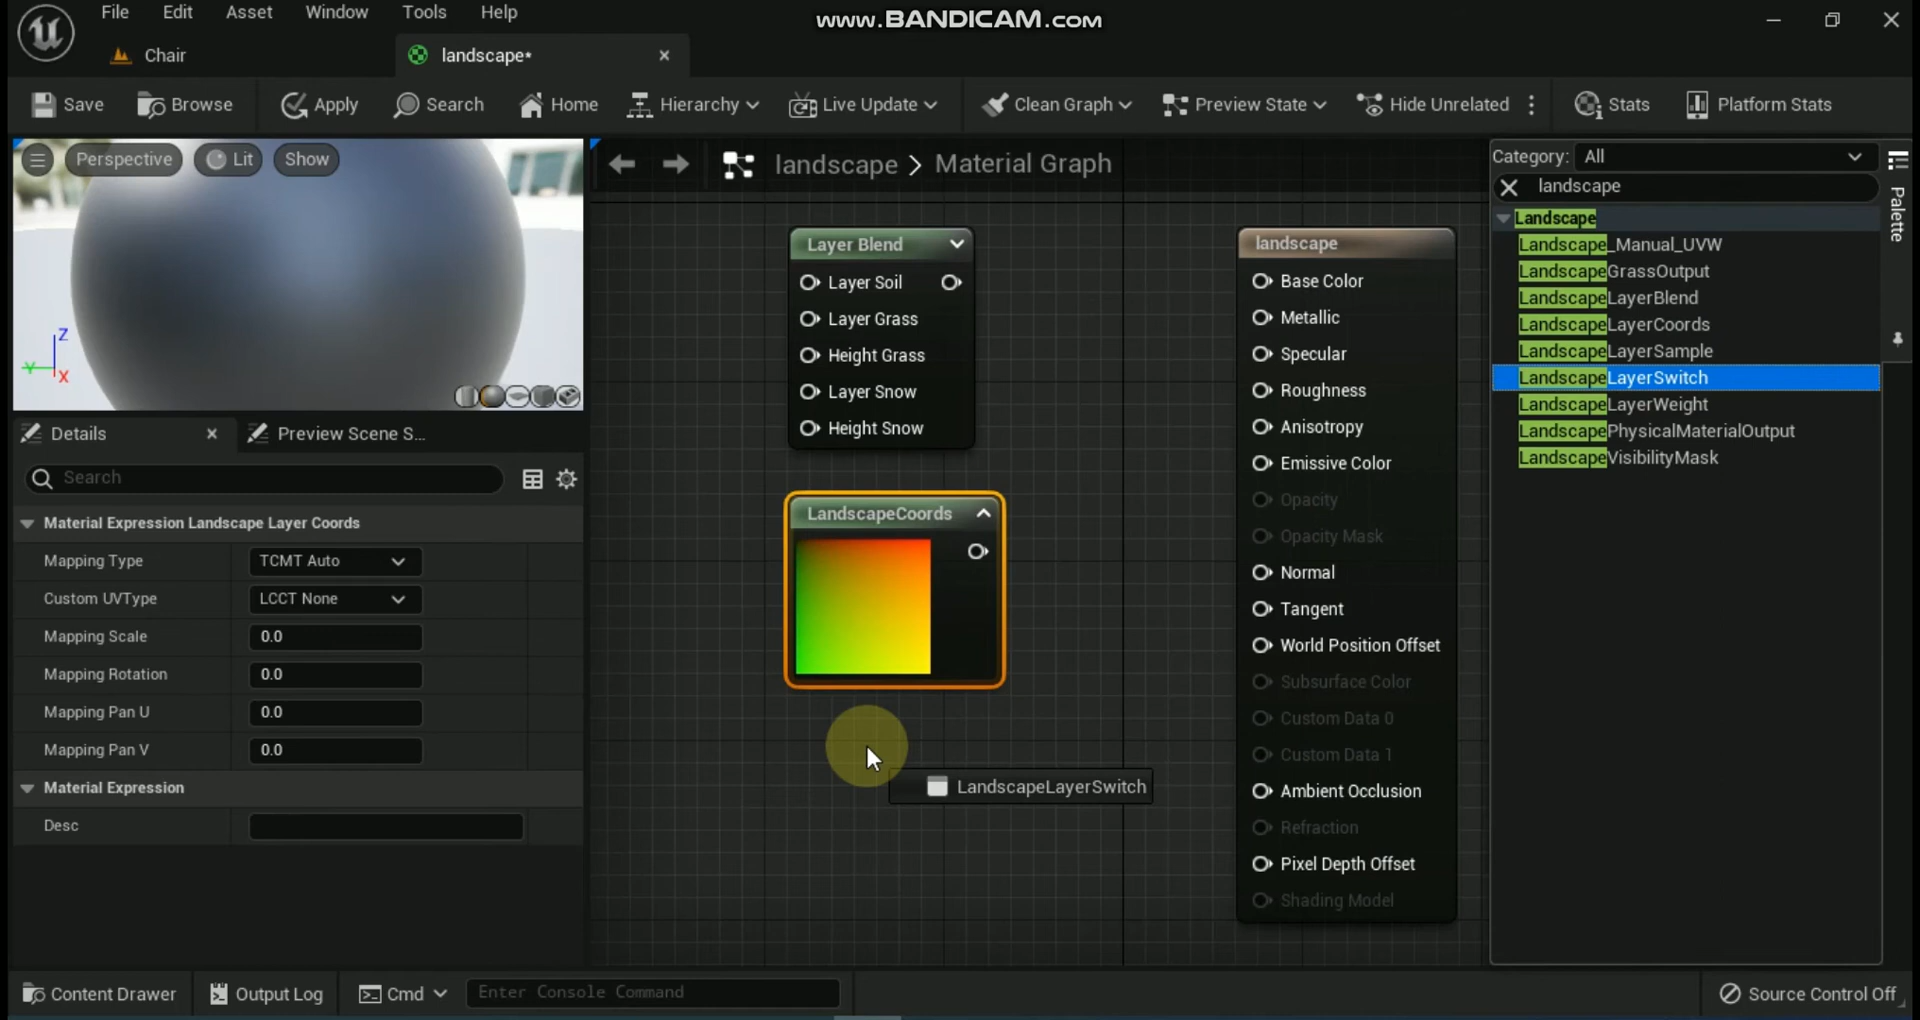 File Edit Asset Window Tools Help
www.BANDICAM.com
Chair
landscape*
Save Browse Apply Search Home Hierarchy Live Update Clean Graph Preview State Hide Unrelated Stats Platform Stats
Perspective Lit Show
Z
Y
X
Details
Preview Scene S...
Search
Material Expression Landscape Layer Coords
Mapping Type TCMT Auto
Custom UVType LCCT None
Mapping Scale 0.0
Mapping Rotation 0.0
Mapping Pan U 0.0
Mapping Pan V 0.0
Material Expression
Desc
landscape > Material Graph
Layer Blend
Layer Soil
Layer Grass
Height Grass
Layer Snow
Height Snow
LandscapeCoords
LandscapeLayerSwitch
landscape
Base Color
Metallic
Specular
Roughness
Anisotropy
Emissive Color
Opacity
Opacity Mask
Normal
Tangent
World Position Offset
Subsurface Color
Custom Data 0
Custom Data 1
Ambient Occlusion
Refraction
Pixel Depth Offset
Shading Model
Category: All
landscape
Landscape
Landscape_Manual_UVW
LandscapeGrassOutput
LandscapeLayerBlend
LandscapeLayerCoords
LandscapeLayerSample
LandscapeLayerSwitch
LandscapeLayerWeight
LandscapePhysicalMaterialOutput
LandscapeVisibilityMask
Palette
Content Drawer Output Log Cmd Enter Console Command Source Control Off